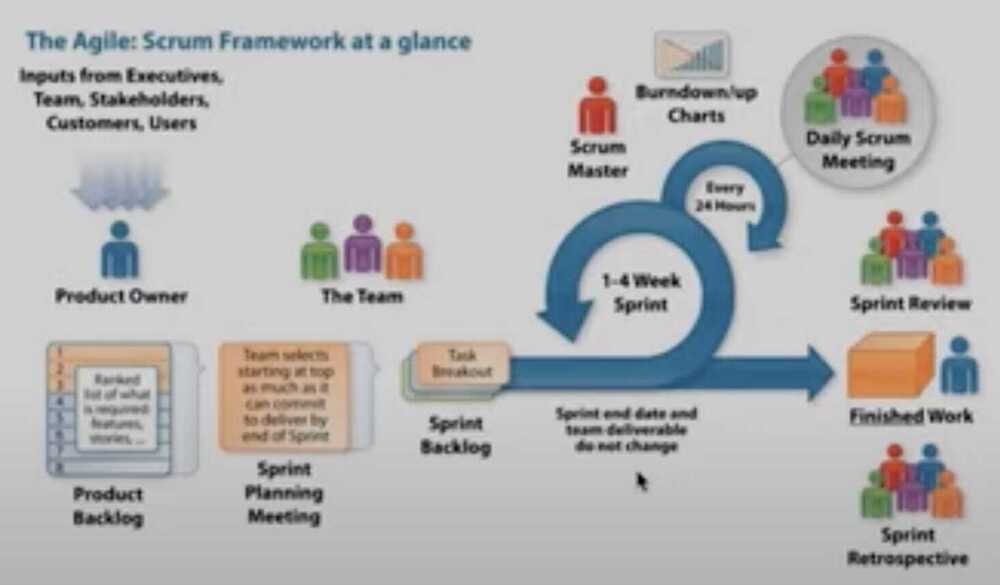 The Agile: Scrum Framework at a glance
Inputs from Executives,
Team, Stakeholders,
Customers, Users
Product Owner
The Team
1
2
3
4
5
6
7
8
Ranked
list of what
is required:
features,
stories, ...
Product
Backlog
Team selects
starting at top
as much as it
can commit
to deliver by
end of Sprint
Sprint
Planning
Meeting
Task
Breakout
Sprint
Backlog
Scrum
Master
Burndown/up
Charts
Every
24 Hours
1–4 Week
Sprint
Sprint end date and
team deliverable
do not change
Daily Scrum
Meeting
Sprint Review
Finished Work
Sprint
Retrospective